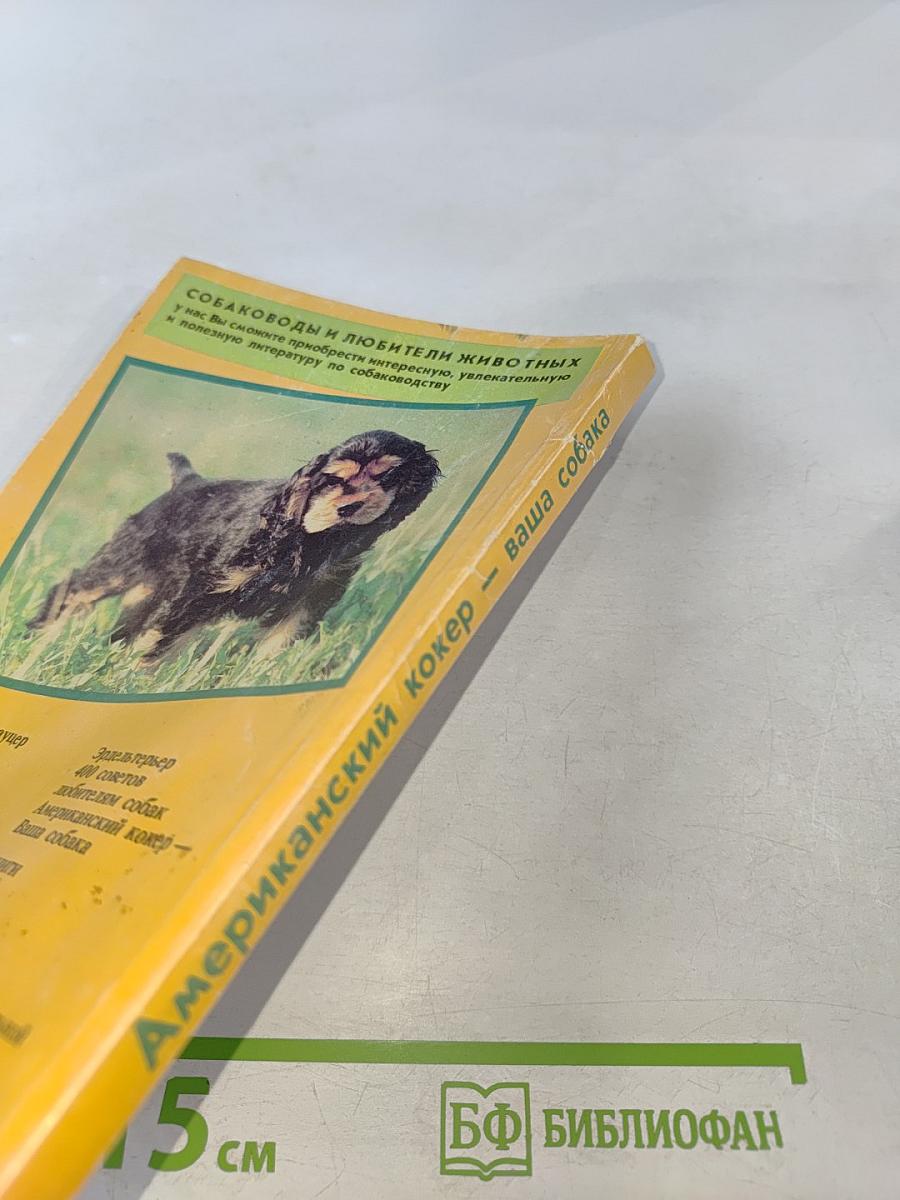 СОБАКОВОДЫ И ЛЮБИТЕЛИ ЖИВОТНЫХ
у нас Вы сможите приобрести интересную, увлекательную
и полезную литературу по собаководству
Эрдельтерьер
400 советов
любителям собак
Американский кокер —
Ваша собака
Американский кокер — ваша собака
15 см
БФ БИБЛИОФАН